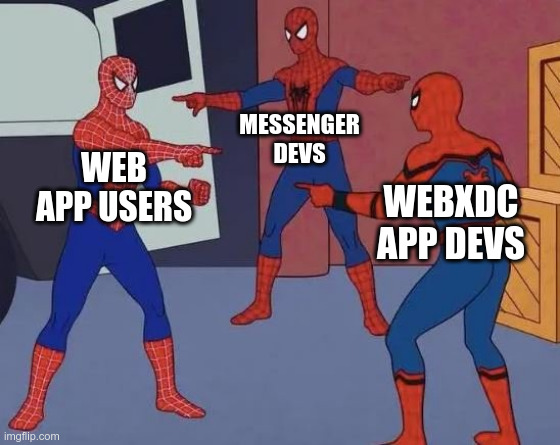 MESSENGER
DEVS
WEB
APP USERS
WEBXDC
APP DEVS
imgflip.com